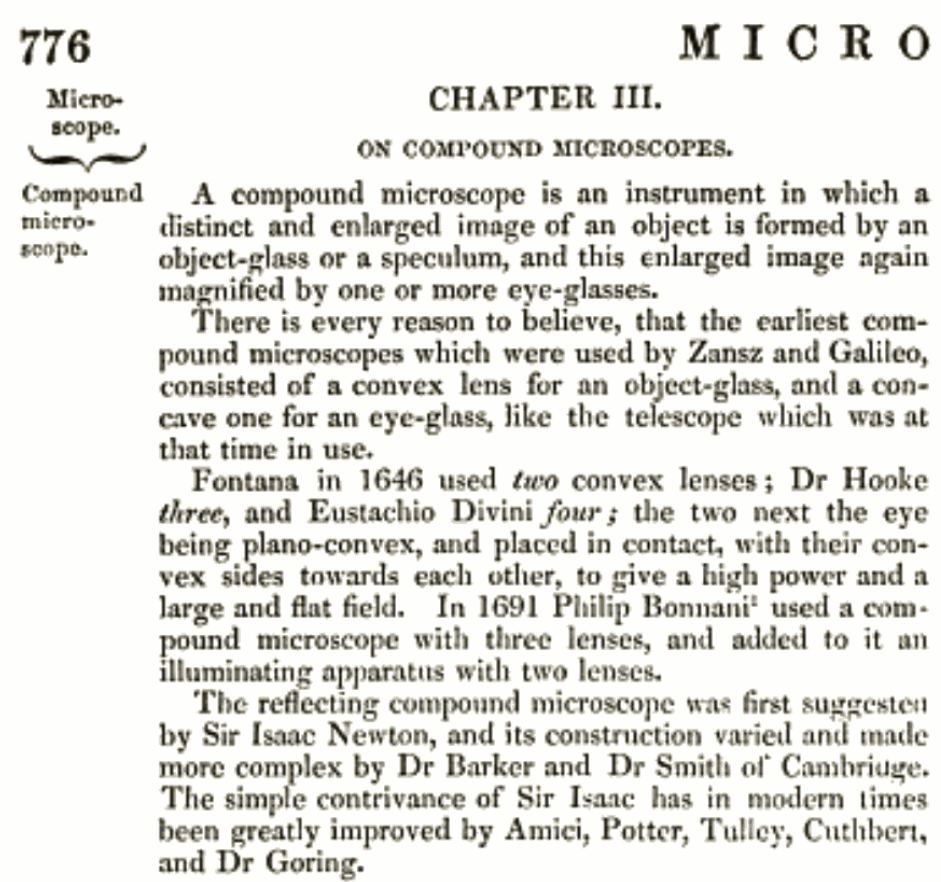 776
MICRO
Micro-
scope.
CHAPTER III.
ON COMPOUND MICROSCOPES.
Compound
micro-
scope.
A compound microscope is an instrument in which a
distinct and enlarged image of an object is formed by an
object-glass or a speculum, and this enlarged image again
magnified by one or more eye-glasses.
There is every reason to believe, that the earliest com-
pound microscopes which were used by Zansz and Galileo,
consisted of a convex lens for an object-glass, and a con-
cave one for an eye-glass, like the telescope which was at
that time in use.
Fontana in 1646 used two convex lenses; Dr Hooke
three, and Eustachio Divini four; the two next the eye
being plano-convex, and placed in contact, with their con-
vex sides towards each other, to give a high power and a
large and flat field. In 1691 Philip Bonnani¹ used a com-
pound microscope with three lenses, and added to it an
illuminating apparatus with two lenses.
The reflecting compound microscope was first suggested
by Sir Isaac Newton, and its construction varied and made
more complex by Dr Barker and Dr Smith of Cambridge.
The simple contrivance of Sir Isaac has in modern times
been greatly improved by Amici, Potter, Tulley, Cuthbert,
and Dr Goring.